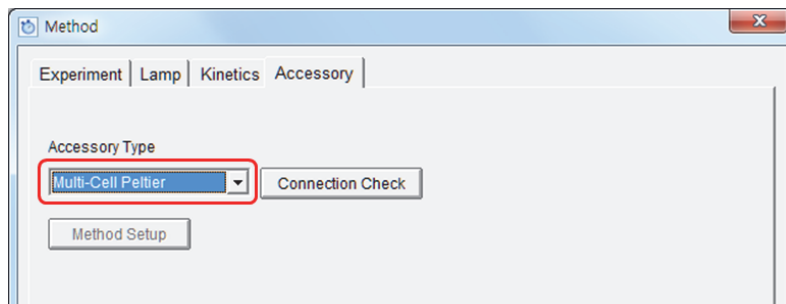 Method
Experiment Lamp Kinetics Accessory
Accessory Type
Multi-Cell Peltier Connection Check
Method Setup